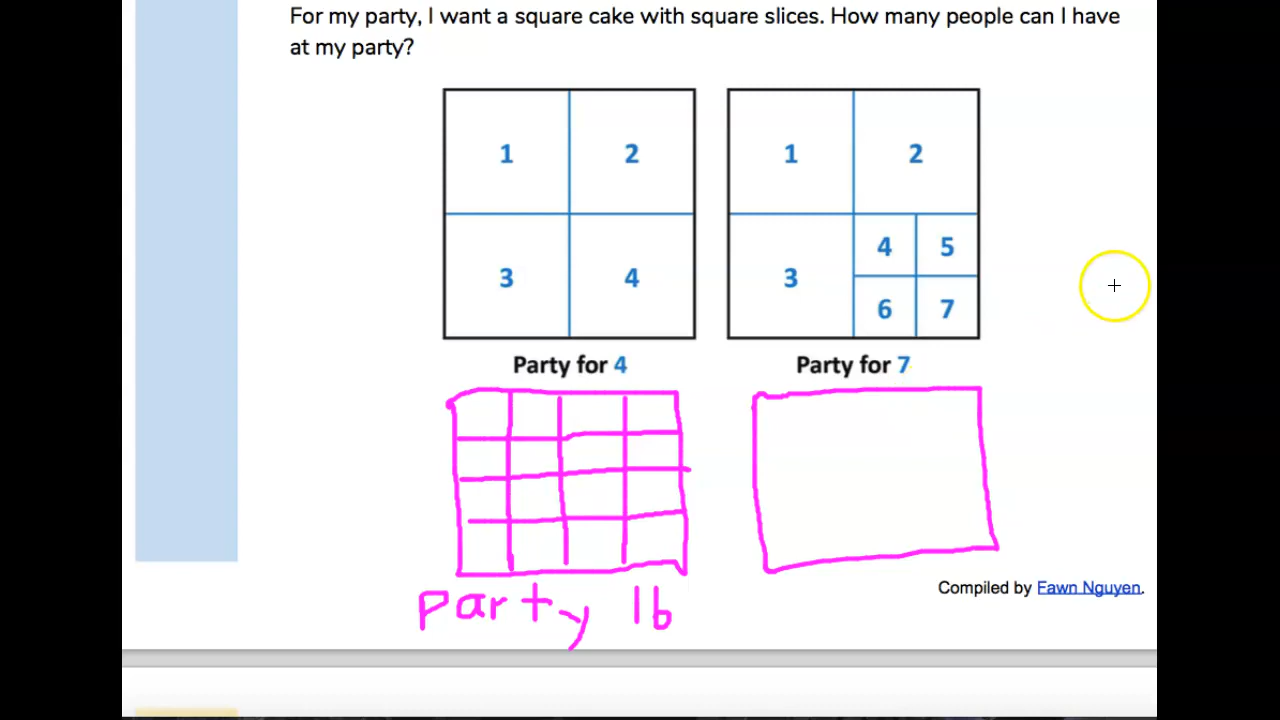 For my party, I want a square cake with square slices. How many people can I have
at my party?
1 2 1 2
3 4 3 4 5
6 7
Party for 4 Party for 7
Party 16
Compiled by Fawn Nguyen.